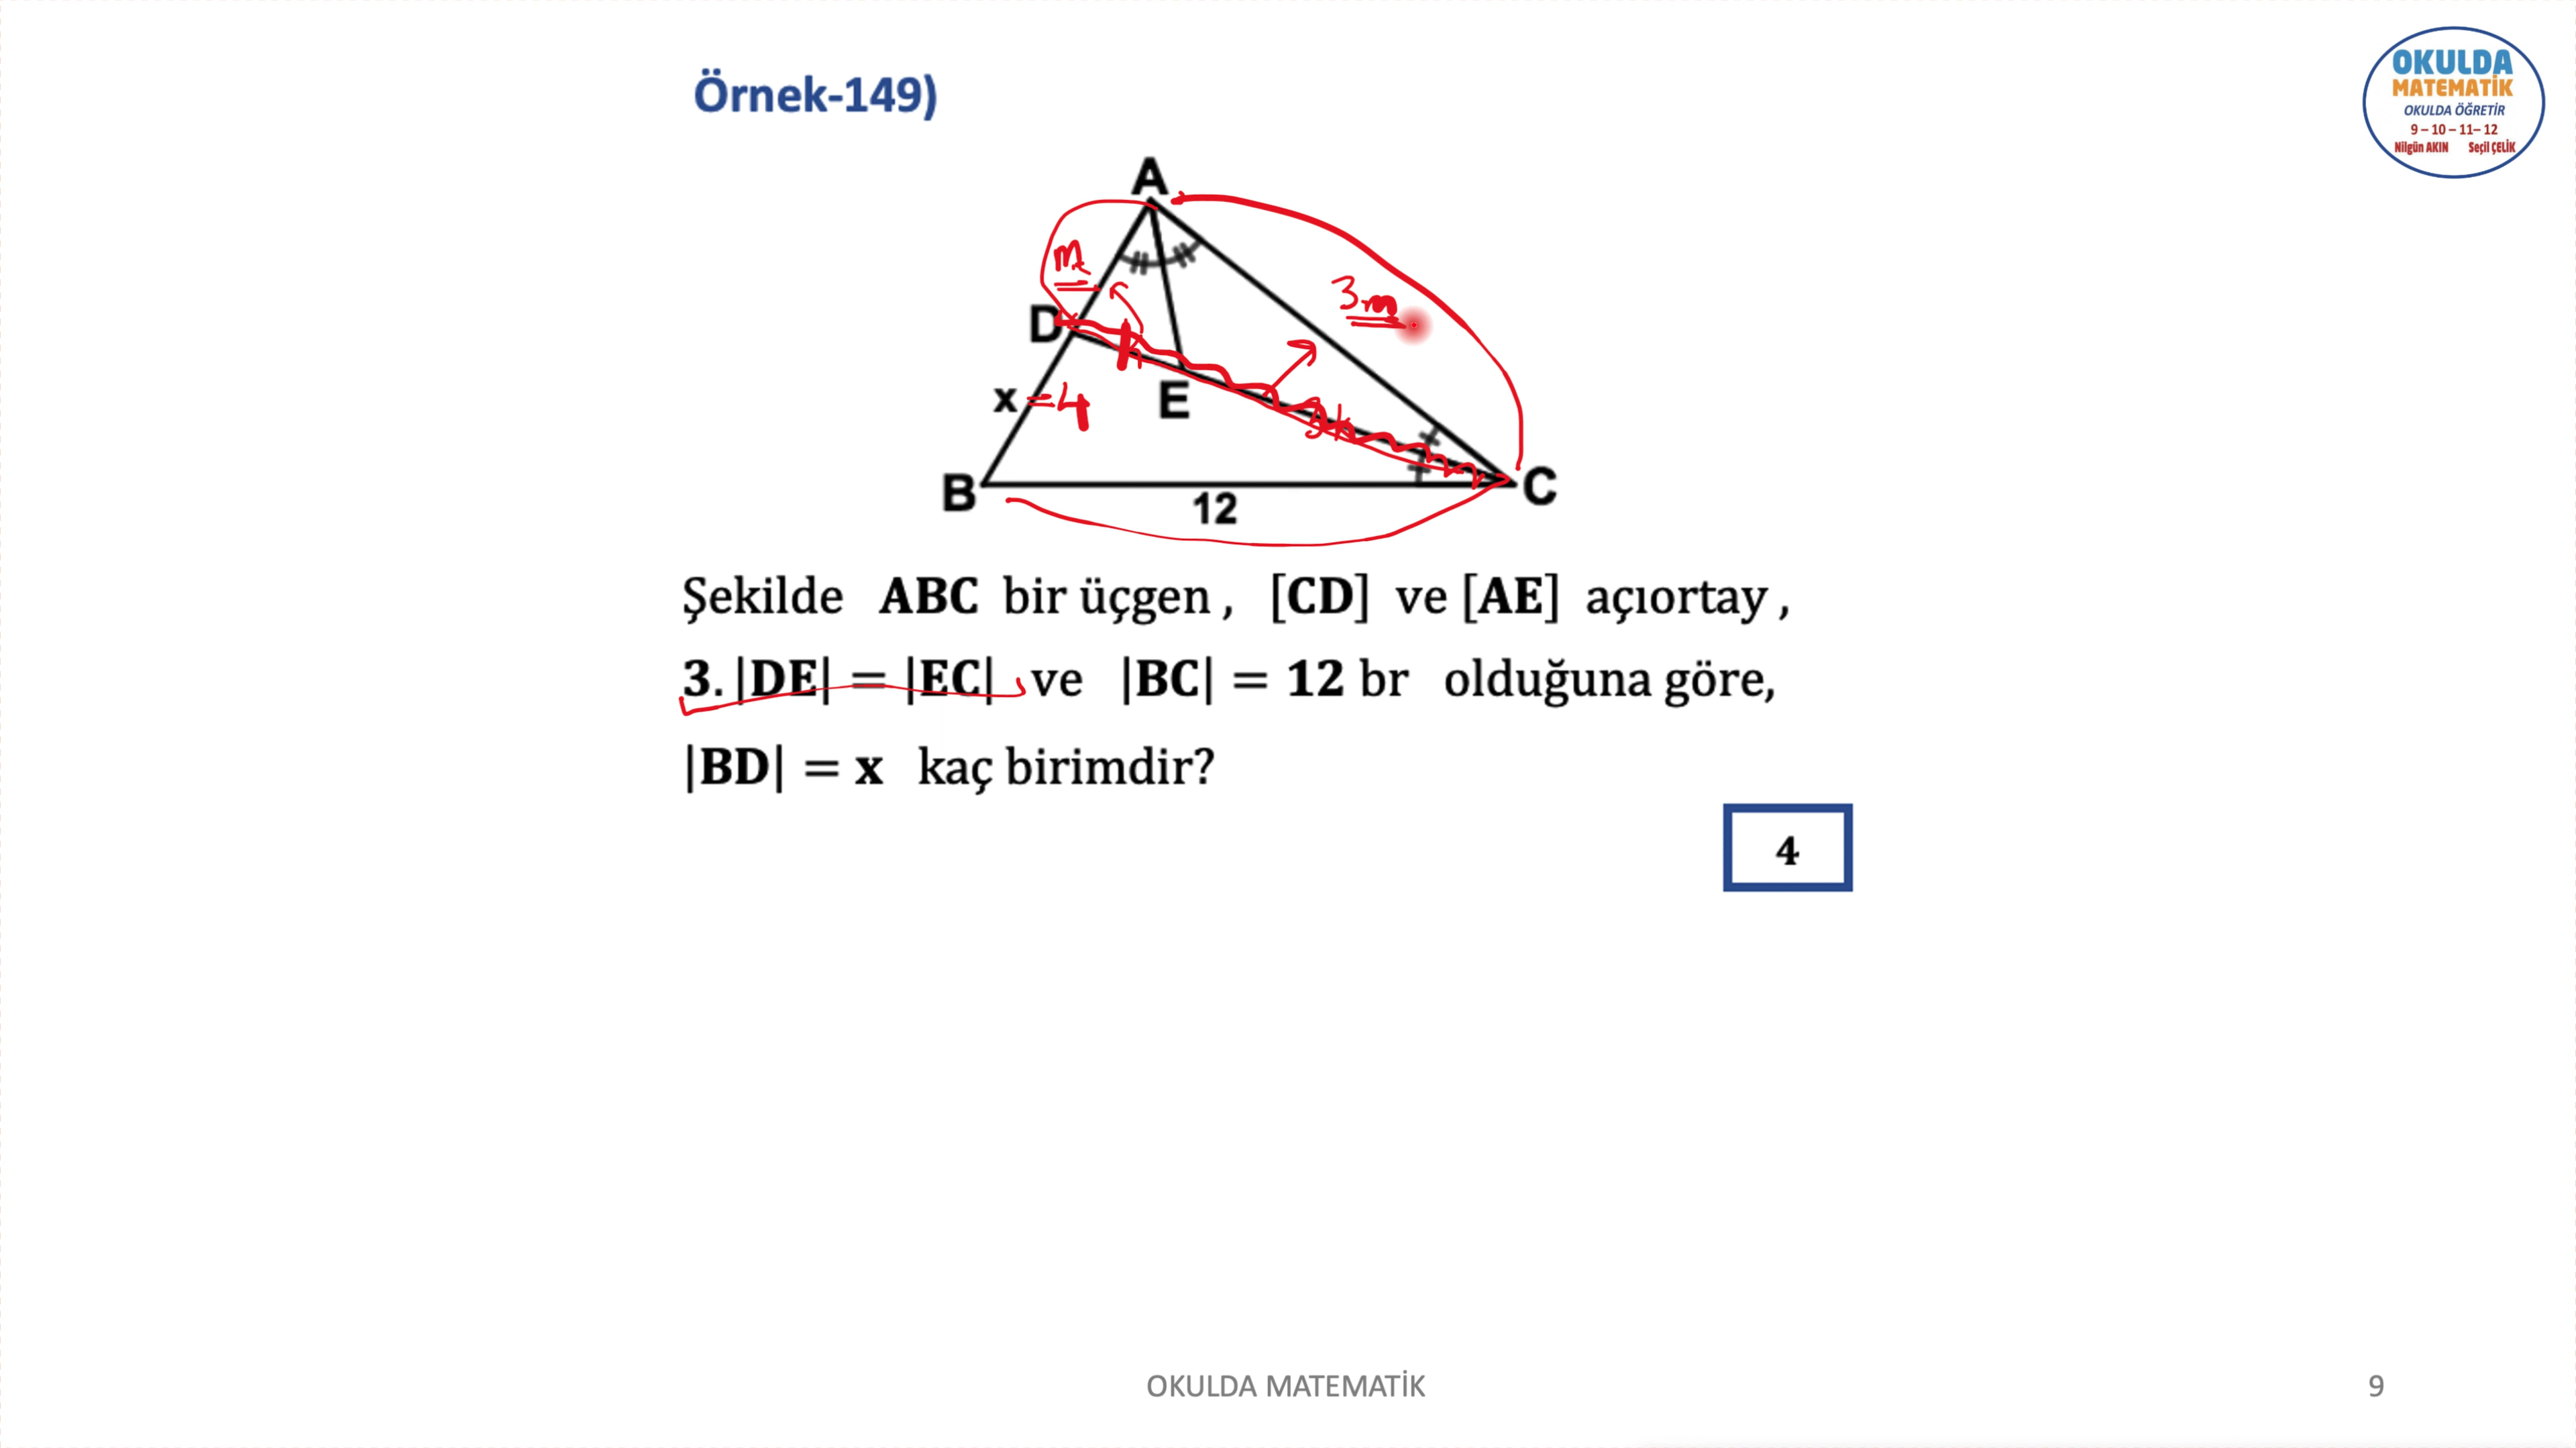 Örnek-149)
OKULDA
MATEMATİK
OKULDA ÖĞRETİR
9 – 10 – 11– 12
Nilgün AKIN Seçil ÇELİK
A
m
3m
D
k
x =4
E
3k
B
C
12
Şekilde ABC bir üçgen , [CD] ve [AE] açıortay ,
3.|DE| = |EC| ve |BC| = 12 br olduğuna göre,
|BD| = x kaç birimdir?
4
OKULDA MATEMATİK
9